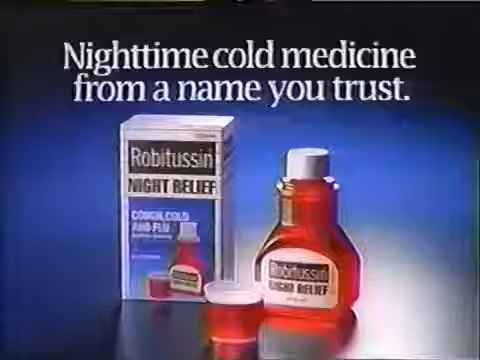 Nighttime cold medicine
from a name you trust.
Robitussin
NIGHT RELIEF
COUGH, COLD
AND FLU
Robitussin
NIGHT RELIEF